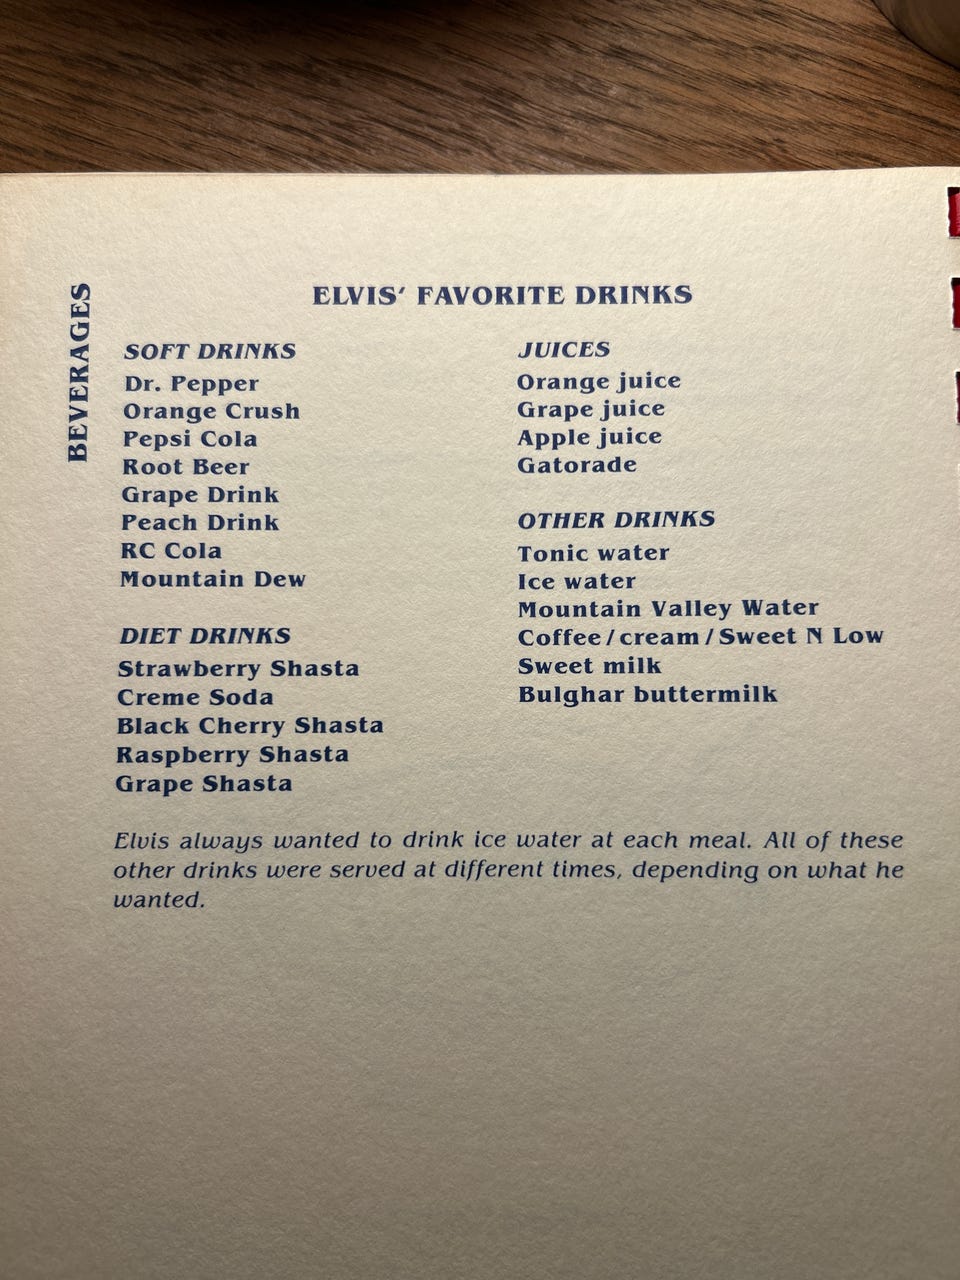 BEVERAGES
ELVIS‘ FAVORITE DRINKS
SOFT DRINKS
Dr. Pepper
Orange Crush
Pepsi Cola
Root Beer
Grape Drink
Peach Drink
RC Cola
Mountain Dew
DIET DRINKS
Strawberry Shasta
Creme Soda
Black Cherry Shasta
Raspberry Shasta
Grape Shasta
JUICES
Orange juice
Grape juice
Apple juice
Gatorade
OTHER DRINKS
Tonic water
Ice water
Mountain Valley Water
Coffee/cream/Sweet N Low
Sweet milk
Bulghar buttermilk
Elvis always wanted to drink ice water at each meal. All of these
other drinks were served at different times, depending on what he
wanted.